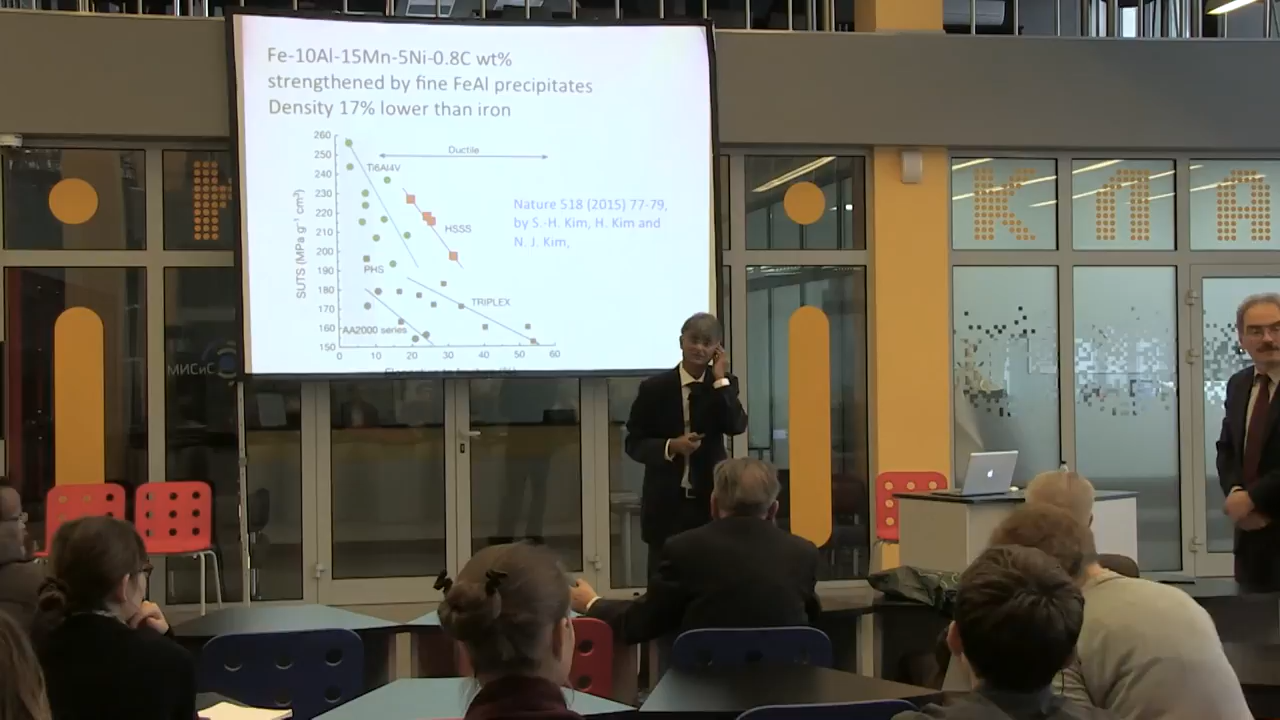 Fe-10Al-15Mn-5Ni-0.8C wt%
strengthened by fine FeAl precipitates
Density 17% lower than iron
260
250
240
230
220
210
200
190
180
170
160
150
SUTS (MPa g⁻¹ cm³)
0
10
20
30
40
50
60
Ductile
Ti6Al4V
HSSS
PHS
TRIPLEX
AA2000 series
Nature 518 (2015) 77-79,
by S.-H. Kim, H. Kim and
N. J. Kim,
МИСиС